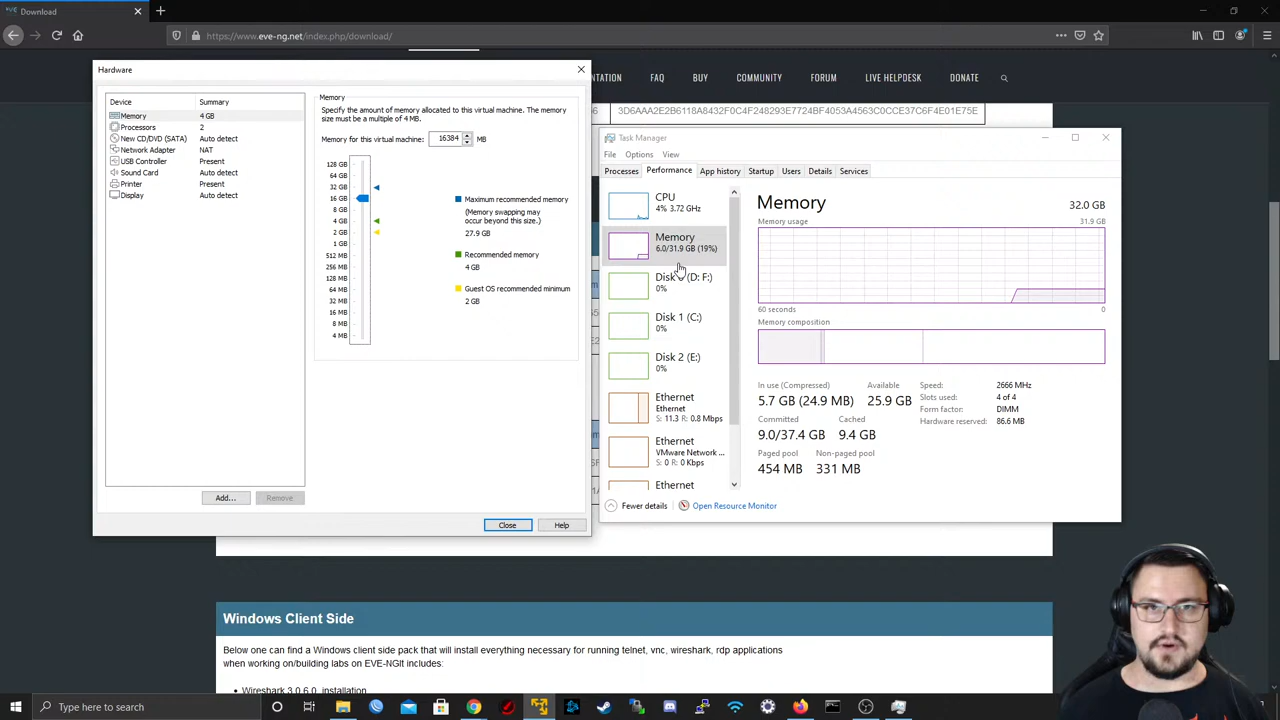 Download
https://www.eve-ng.net/index.php/download/
FAQ
BUY
COMMUNITY
FORUM
LIVE HELPDESK
DONATE
3D6AAA2E2B6118A8432F0C4F248293E7724BF4053A4563C0CCE37C6F4E01E75E
Hardware
Device
Summary
Memory
4 GB
Processors
2
New CD/DVD (SATA)
Auto detect
Network Adapter
NAT
USB Controller
Present
Sound Card
Auto detect
Printer
Present
Display
Auto detect
Add...
Remove
Memory
Specify the amount of memory allocated to this virtual machine. The memory
size must be a multiple of 4 MB.
Memory for this virtual machine:
16384
MB
128 GB
64 GB
32 GB
16 GB
8 GB
4 GB
2 GB
1 GB
512 MB
256 MB
128 MB
64 MB
32 MB
16 MB
8 MB
4 MB
Maximum recommended memory
(Memory swapping may
occur beyond this size.)
27.9 GB
Recommended memory
4 GB
Guest OS recommended minimum
2 GB
Close
Help
Task Manager
File
Options
View
Processes
Performance
App history
Startup
Users
Details
Services
CPU
4% 3.72 GHz
Memory
6.0/31.9 GB (19%)
(D: F:)
0%
Disk 1 (C:)
0%
Disk 2 (E:)
0%
Ethernet
Ethernet
S: 11.3 R: 0.8 Mbps
Ethernet
VMware Network ...
S: 0 R: 0 Kbps
Ethernet
Memory
32.0 GB
Memory usage
31.9 GB
60 seconds
0
Memory composition
In use (Compressed)
5.7 GB (24.9 MB)
Available
25.9 GB
Committed
9.0/37.4 GB
Cached
9.4 GB
Paged pool
454 MB
Non-paged pool
331 MB
Speed:
2666 MHz
Slots used:
4 of 4
Form factor:
DIMM
Hardware reserved:
86.6 MB
Fewer details
Open Resource Monitor
Windows Client Side
Below one can find a Windows client side pack that will install everything necessary for running telnet, vnc, wireshark, rdp applications
when working on/building labs on EVE-NGIt includes:
Wireshark 3.0.6.0 installation
Type here to search